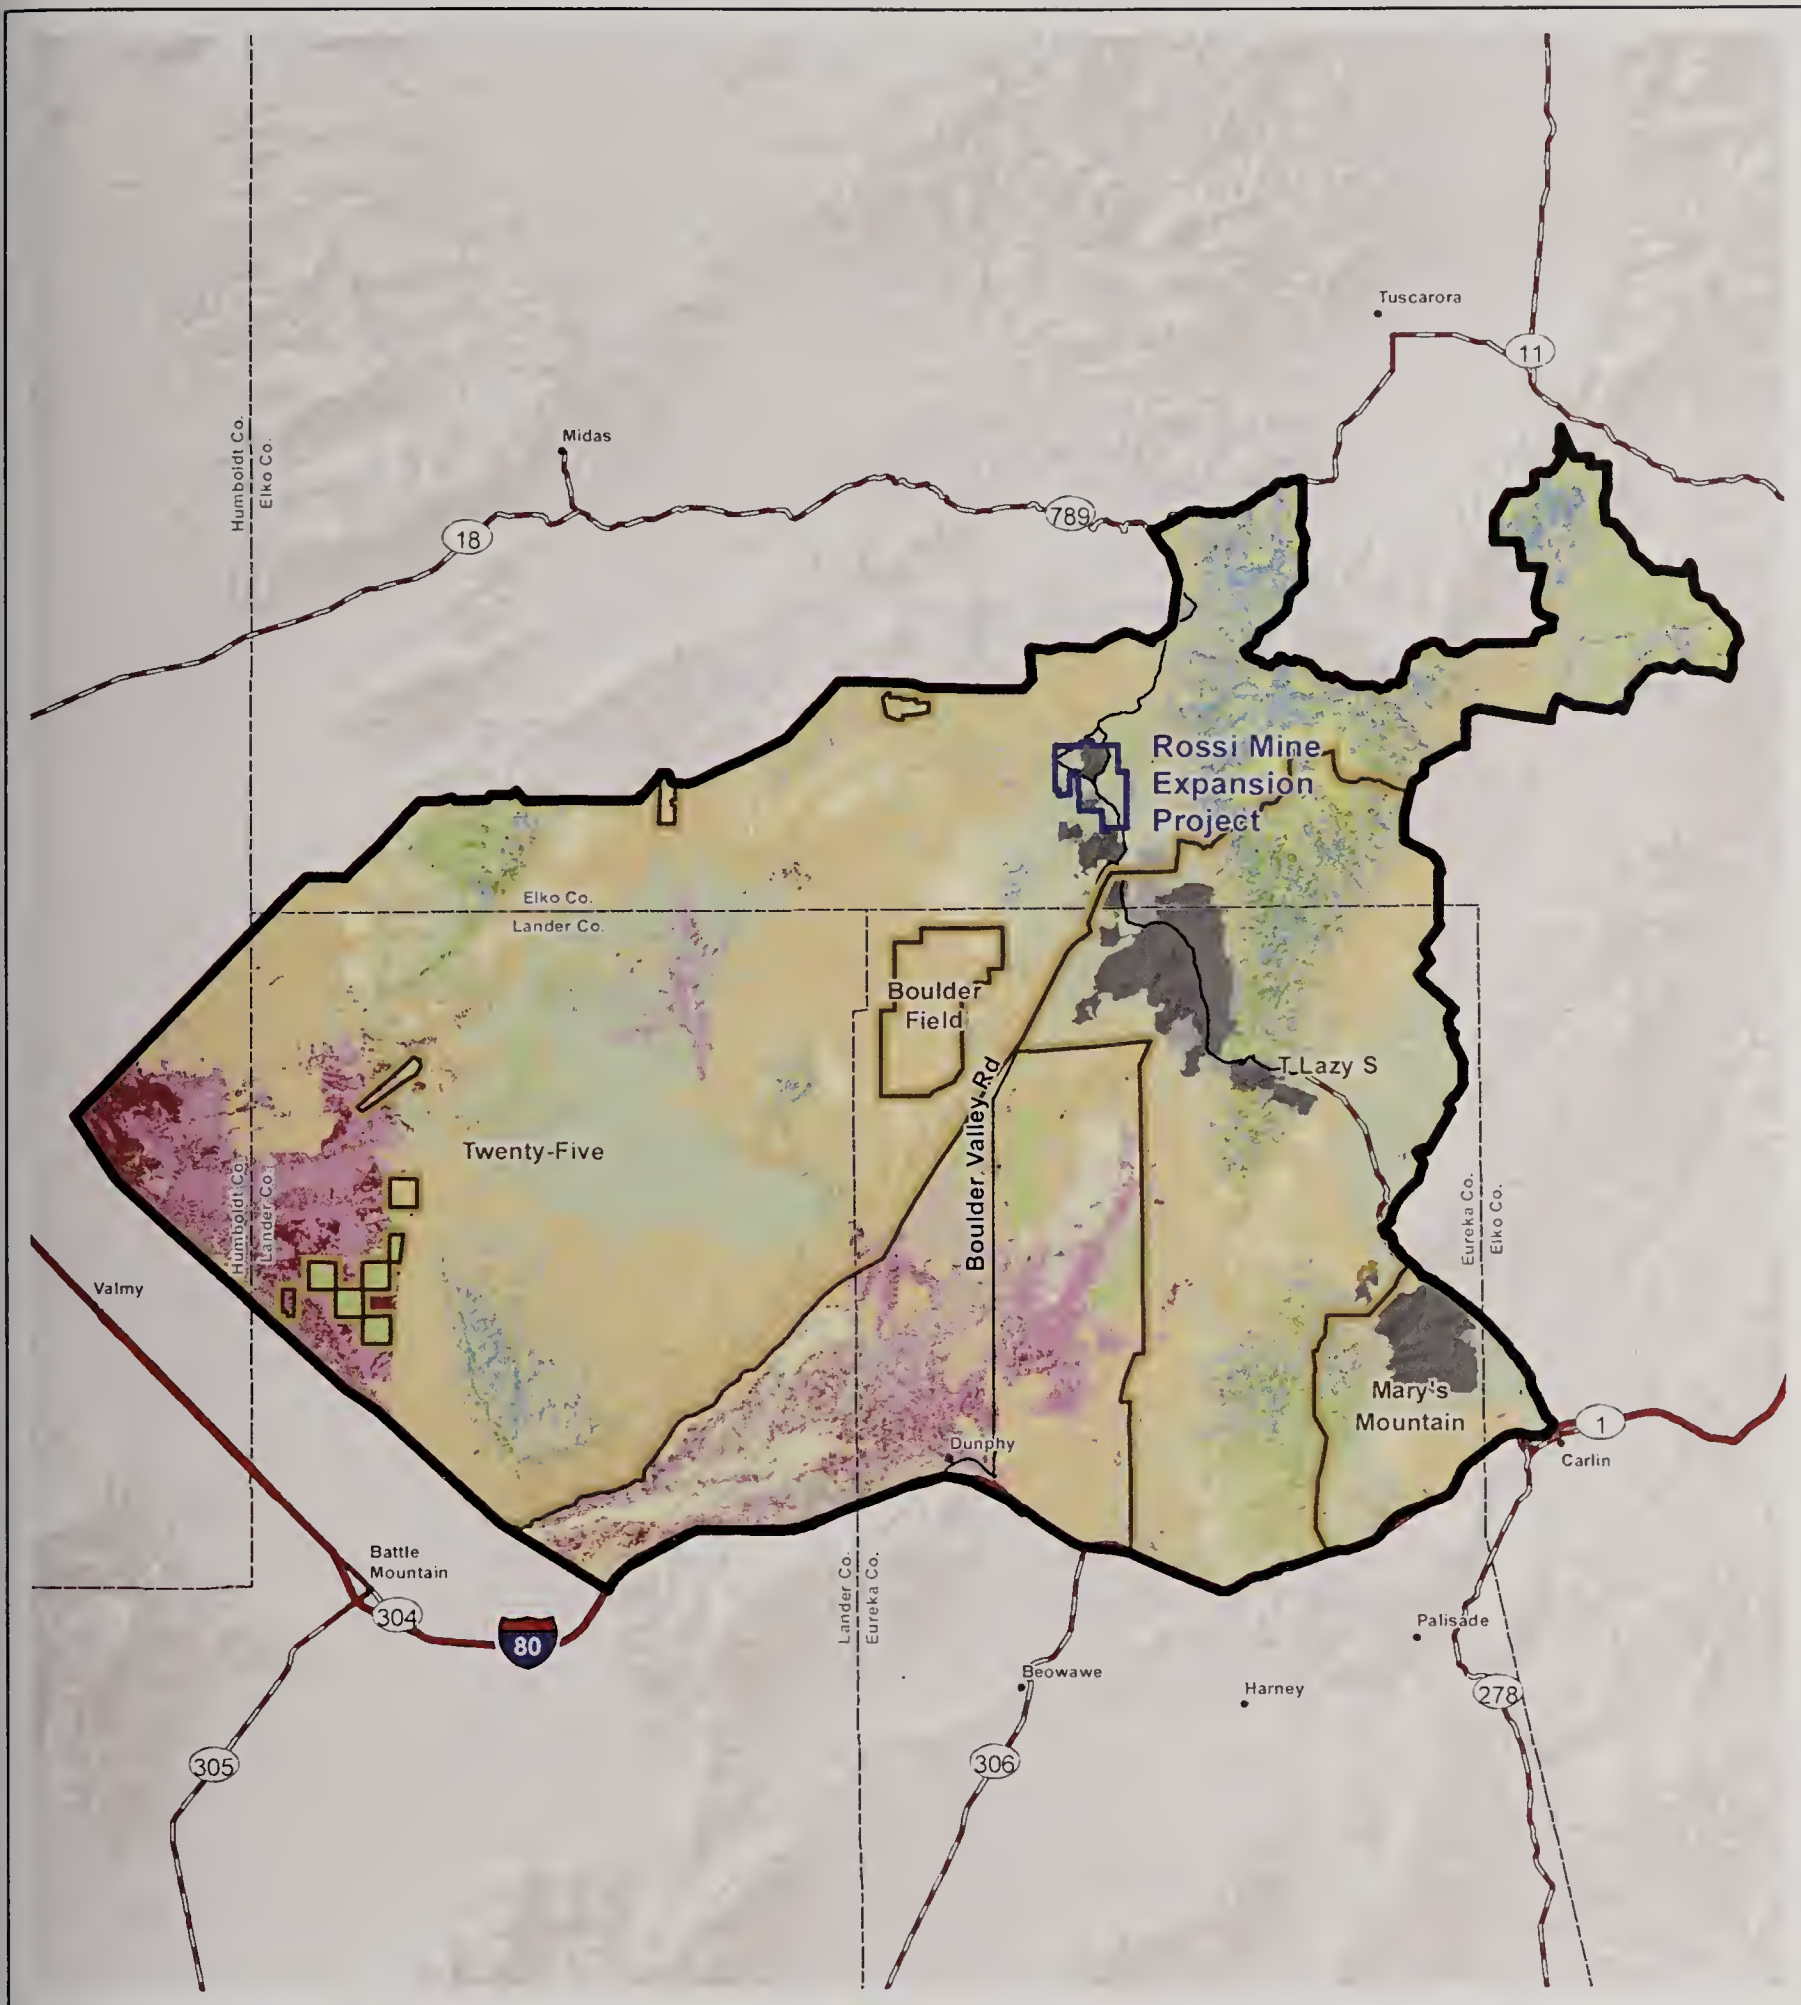 Tuscarora
11
Midas
Humboldt Co.
Elko Co.
789
18
Rossi Mine
Expansion
Project
Elko Co.
Lander Co.
Boulder
Field
T Lazy S
Boulder Valley Rd
Twenty-Five
Humboldt Co.
Lander Co.
Eureka Co.
Elko Co.
Valmy
Mary's
Mountain
1
Dunphy
Carlin
Battle
Mountain
304
80
Lander Co.
Eureka Co.
Palisade
Beowawe
Harney
278
305
306